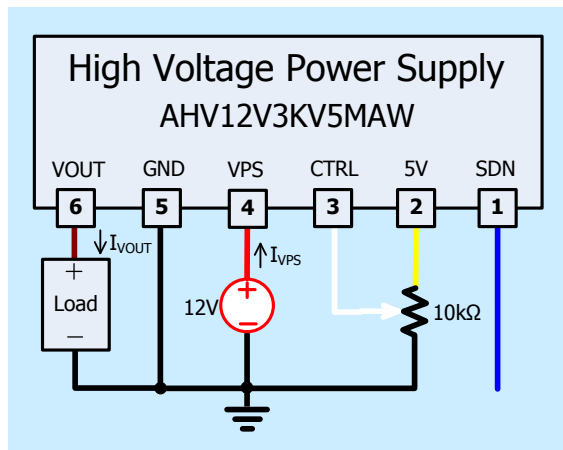 High Voltage Power Supply
AHV12V3KV5MAW
VOUT GND VPS CTRL 5V SDN
6 5 4 3 2 1
IVOUT IVPS
+ +
Load 12V 10kΩ
− −